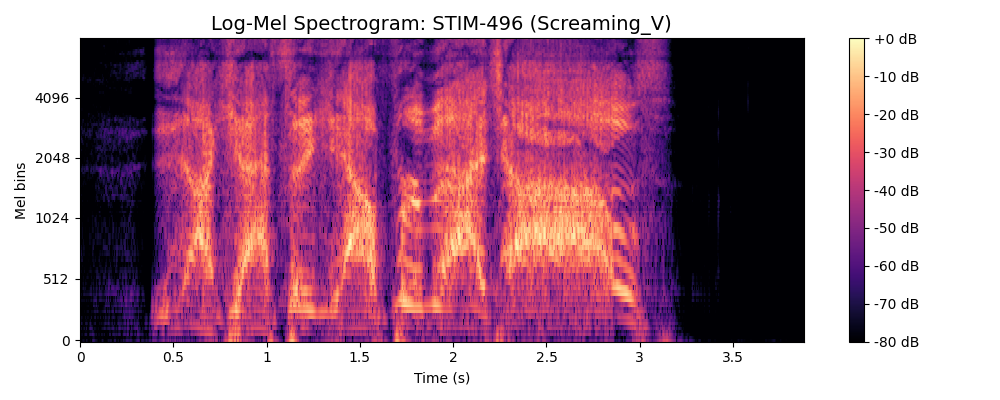 Log-Mel Spectrogram: STIM-496 (Screaming_V)
Mel bins
4096
2048
1024
512
0
0 0.5 1 1.5 2 2.5 3 3.5
Time (s)
+0 dB
-10 dB
-20 dB
-30 dB
-40 dB
-50 dB
-60 dB
-70 dB
-80 dB